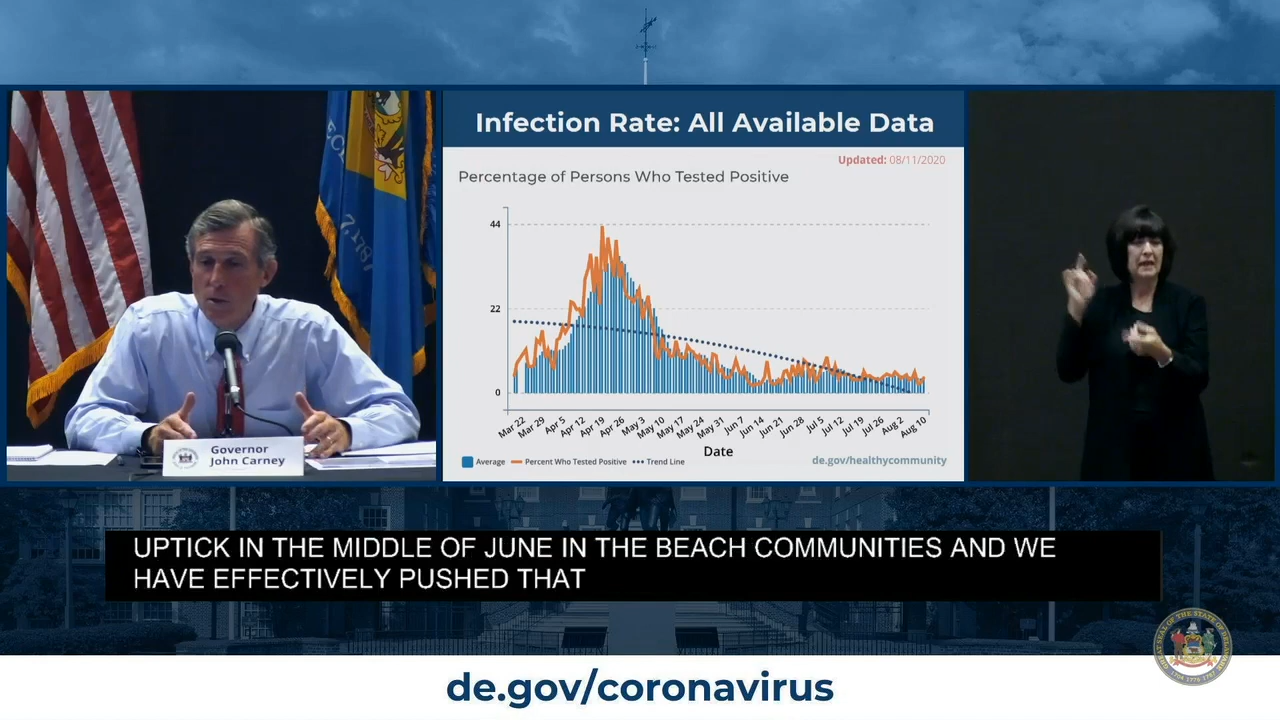 Infection Rate: All Available Data
Updated: 08/11/2020
Percentage of Persons Who Tested Positive
44
22
0
Mar 22
Mar 29
Apr 5
Apr 12
Apr 19
Apr 26
May 3
May 10
May 17
May 24
May 31
Jun 7
Jun 14
Jun 21
Jun 28
Jul 5
Jul 12
Jul 19
Jul 26
Aug 2
Aug 10
Date
Average
Percent Who Tested Positive
Trend Line
de.gov/healthycommunity
Governor
John Carney
UPTICK IN THE MIDDLE OF JUNE IN THE BEACH COMMUNITIES AND WE
HAVE EFFECTIVELY PUSHED THAT
de.gov/coronavirus